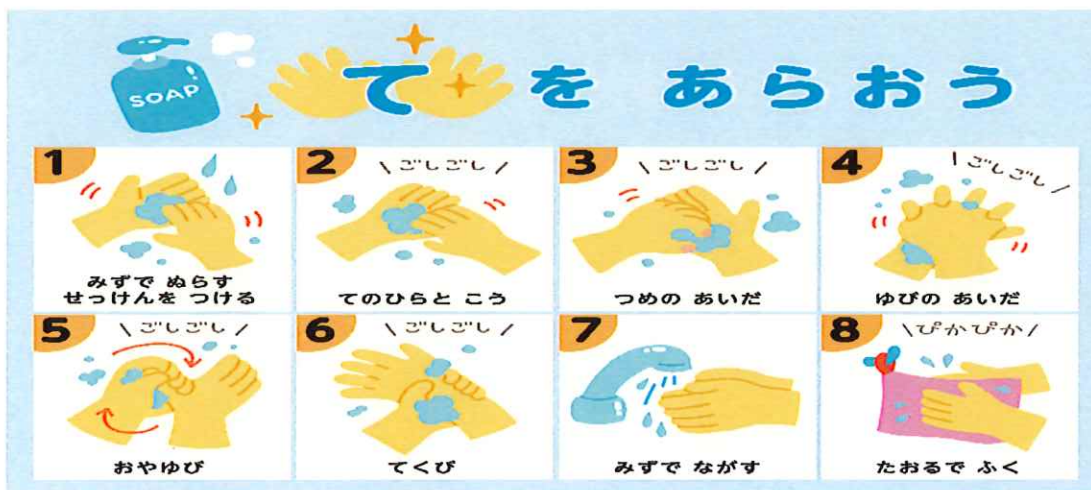 SOAP
て を あらおう
1
みずで ぬらす
せっけんを つける
2
\ ごしごし /
てのひらと こう
3
\ ごしごし /
つめの あいだ
4
\ ごしごし /
ゆびの あいだ
5
\ ごしごし /
おやゆび
6
\ ごしごし /
てくび
7
みずで ながす
8
\ ぴかぴか /
たおるで ふく